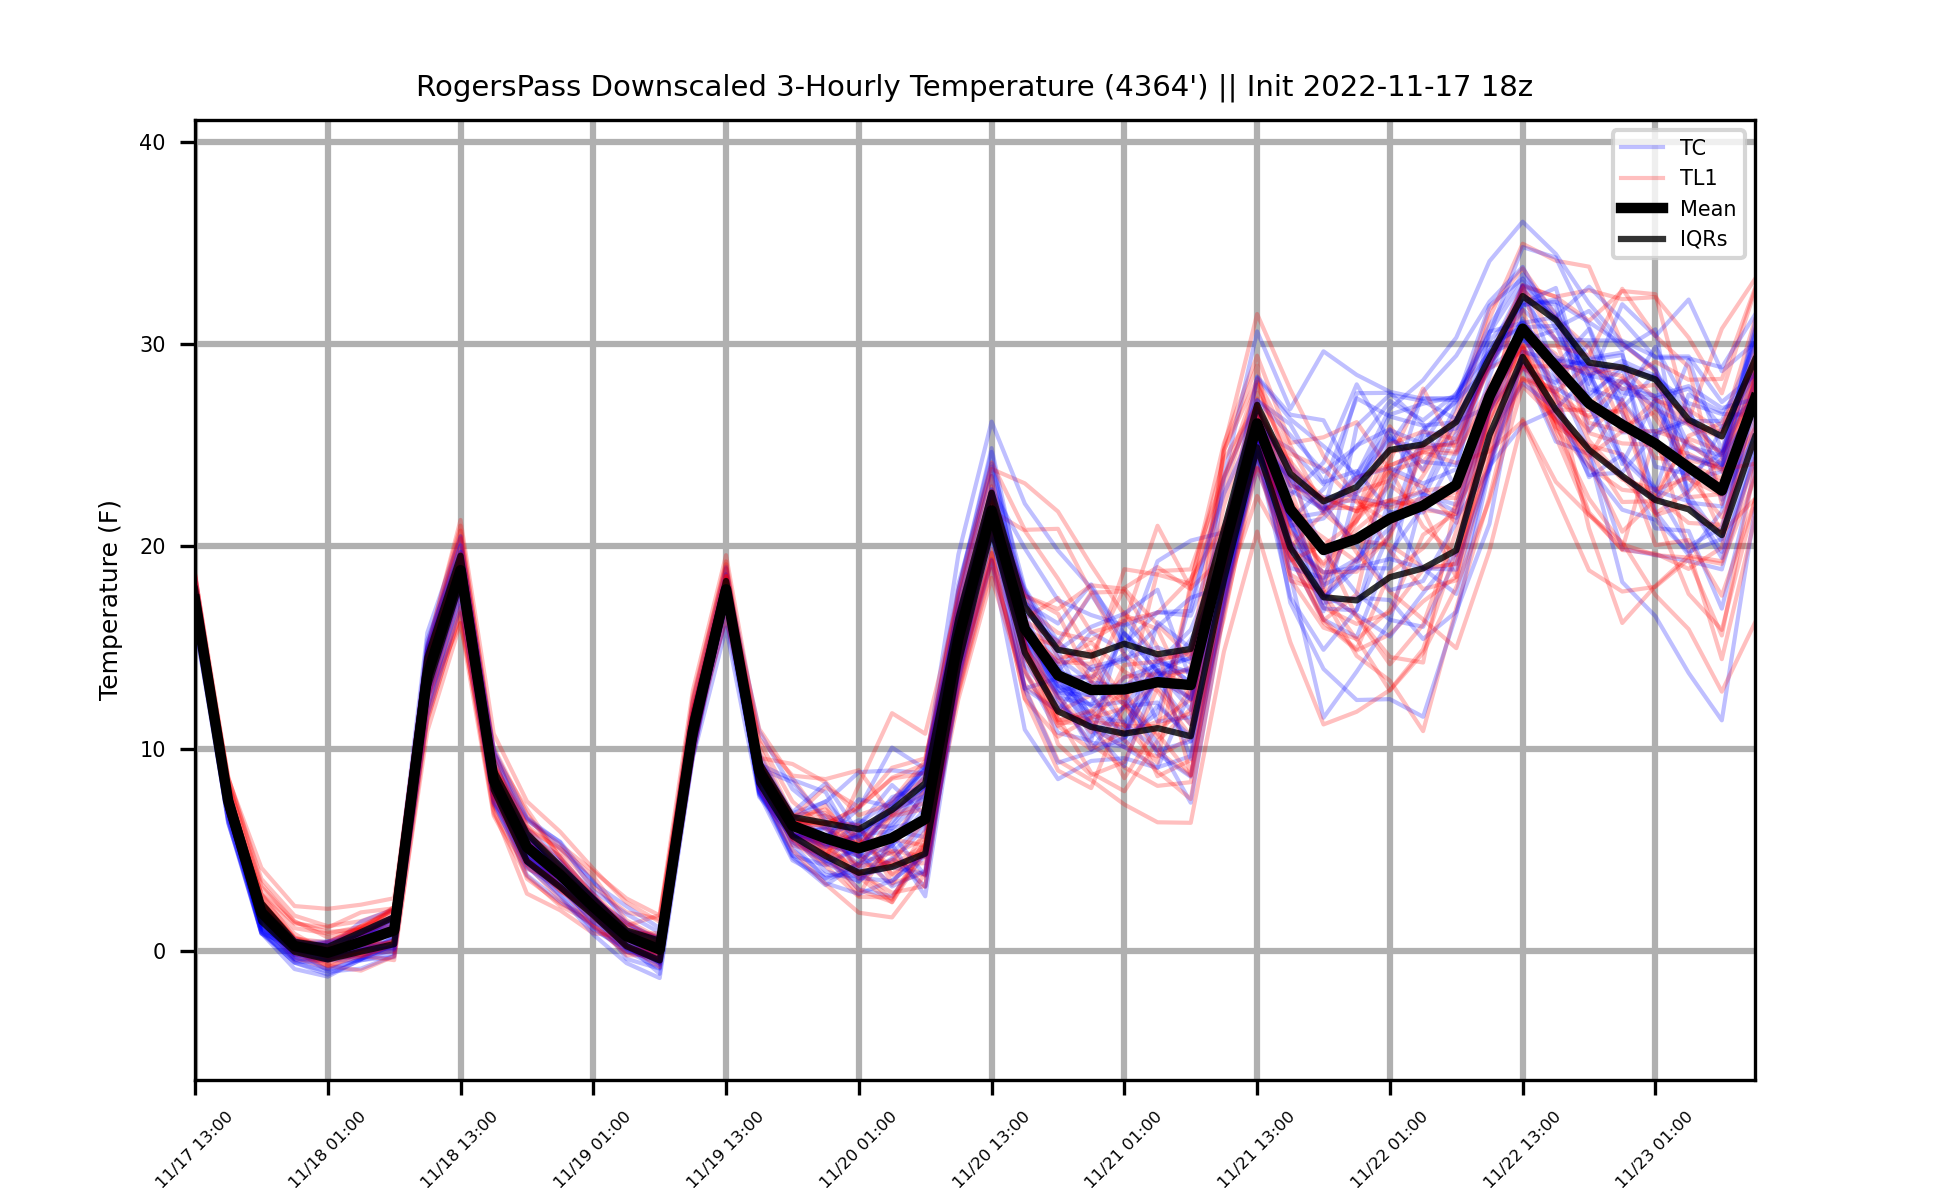 RogersPass Downscaled 3-Hourly Temperature (4364') || Init 2022-11-17 18z
TC
TL1
Mean
IQRs
Temperature (F)
40
30
20
10
0
11/17 13:00
11/18 01:00
11/18 13:00
11/19 01:00
11/19 13:00
11/20 01:00
11/20 13:00
11/21 01:00
11/21 13:00
11/22 01:00
11/22 13:00
11/23 01:00